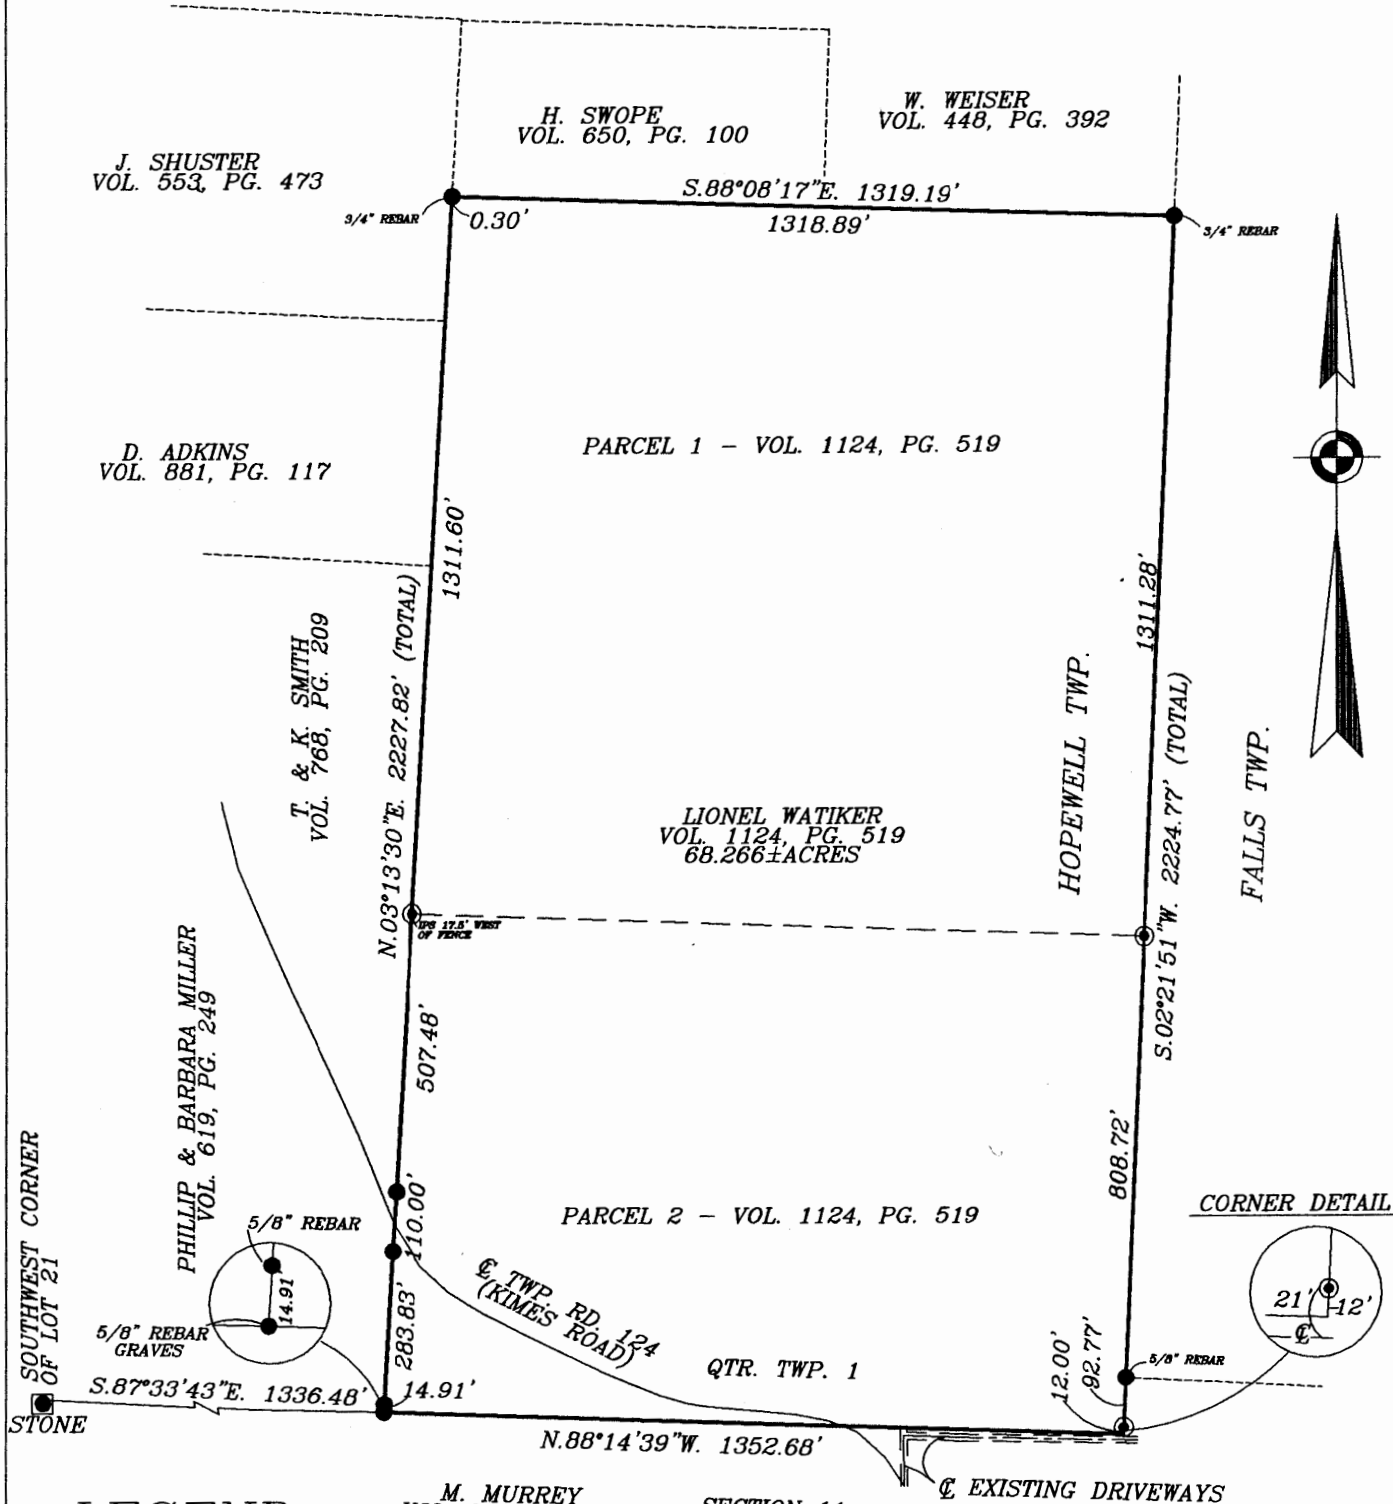 H. SWOPE
VOL. 650, PG. 100
W. WEISER
VOL. 448, PG. 392
J. SHUSTER
VOL. 553, PG. 473
S.88°08'17"E. 1319.19'
3/4" REBAR
0.30'
1318.89'
3/4" REBAR
D. ADKINS
VOL. 881, PG. 117
PARCEL 1 - VOL. 1124, PG. 519
1311.60'
1311.28'
T. & K. SMITH
VOL. 768, PG. 209
N.03°13'30"E. 2227.82' (TOTAL)
LIONEL WATIKER
VOL. 1124, PG. 519
68.266±ACRES
HOPEWELL TWP.
S.02°21'51"W. 2224.77' (TOTAL)
FALLS TWP.
IPS 17.5' WEST
OF FENCE
PHILLIP & BARBARA MILLER
VOL. 619, PG. 249
507.48'
808.72'
SOUTHWEST CORNER
OF LOT 21
110.00'
PARCEL 2 - VOL. 1124, PG. 519
CORNER DETAIL
5/8" REBAR
14.91'
5/8" REBAR
GRAVES
283.83'
℄ TWP. RD. 124
(KIME'S ROAD)
21'
12'
℄
QTR. TWP. 1
12.00'
92.77'
5/8" REBAR
S.87°33'43"E. 1336.48'
14.91'
STONE
N.88°14'39"W. 1352.68'
℄ EXISTING DRIVEWAYS
M. MURREY